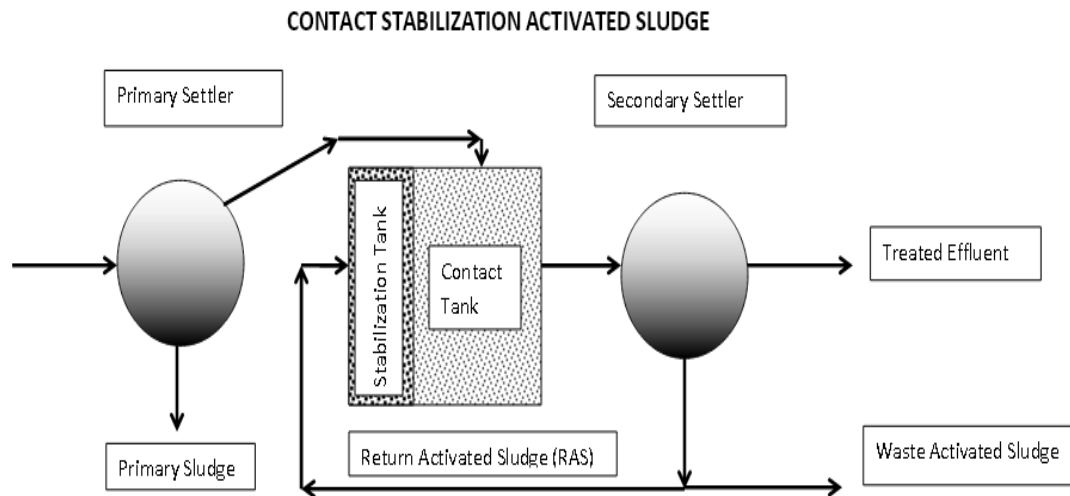 CONTACT STABILIZATION ACTIVATED SLUDGE
Primary Settler
Secondary Settler
Stabilization Tank
Contact
Tank
Treated Effluent
Primary Sludge
Return Activated Sludge (RAS)
Waste Activated Sludge